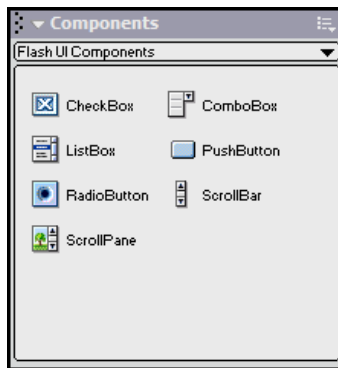 Components
Flash UI Components
CheckBox ComboBox
ListBox PushButton
RadioButton ScrollBar
ScrollPane